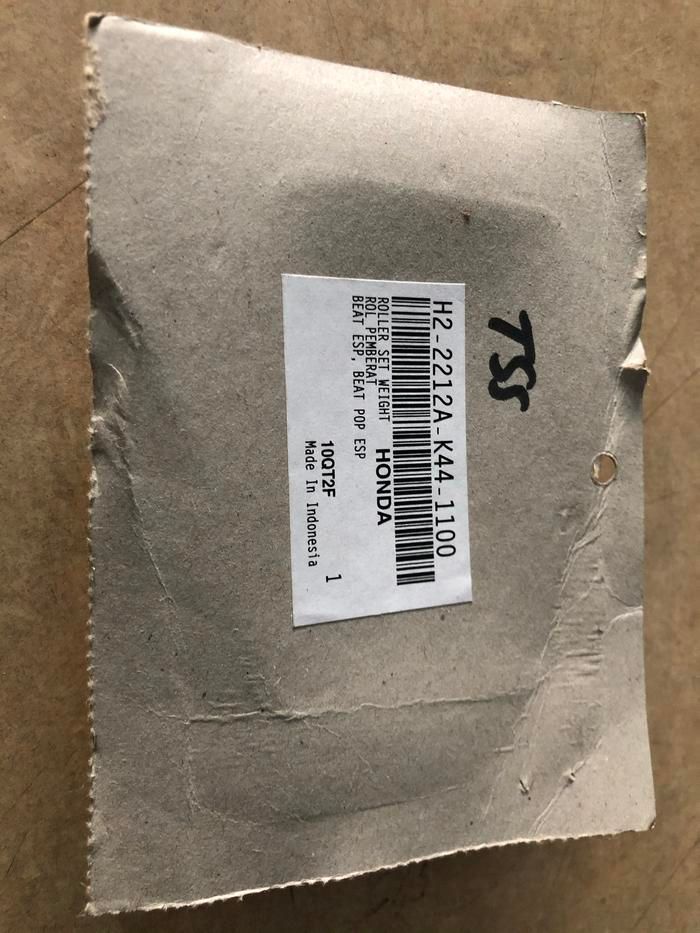 TSS
H2-2212A-K44-1100
ROLLER SET WEIGHT HONDA
ROL PEMBERAT
BEAT ESP, BEAT POP ESP
10QT2F 1
Made In Indonesia